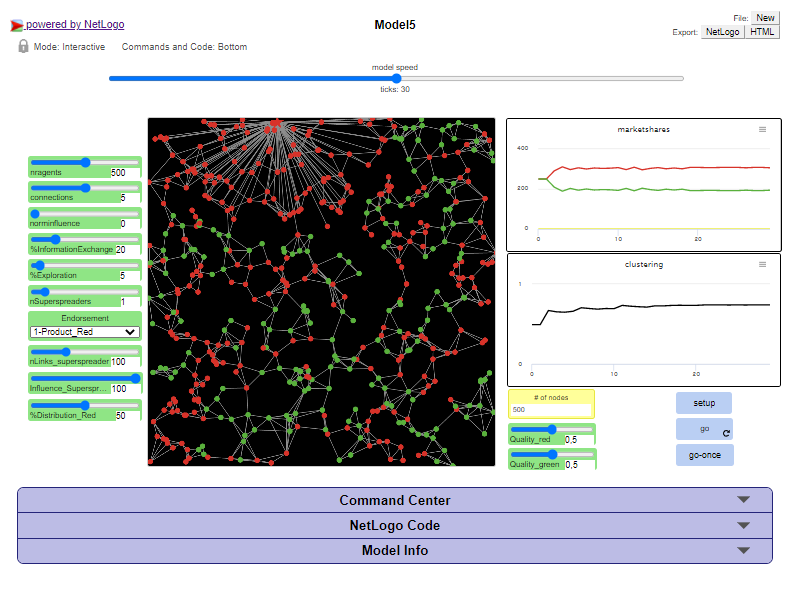 powered by NetLogo
Model5
File: New
Export: NetLogo HTML
Mode: Interactive Commands and Code: Bottom
model speed
ticks: 30
nragents 500
connections 5
norminfluence 0
%InformationExchange 20
%Exploration 5
nSuperspreaders 1
Endorsement
1-Product_Red
nLinks_superspreader 100
Influence_Superspr... 100
%Distribution_Red 50
marketshares
400
200
0
0 10 20
clustering
1
0
0 10 20
# of nodes
500
Quality_red 0,5
Quality_green 0,5
setup
go
go-once
Command Center
NetLogo Code
Model Info